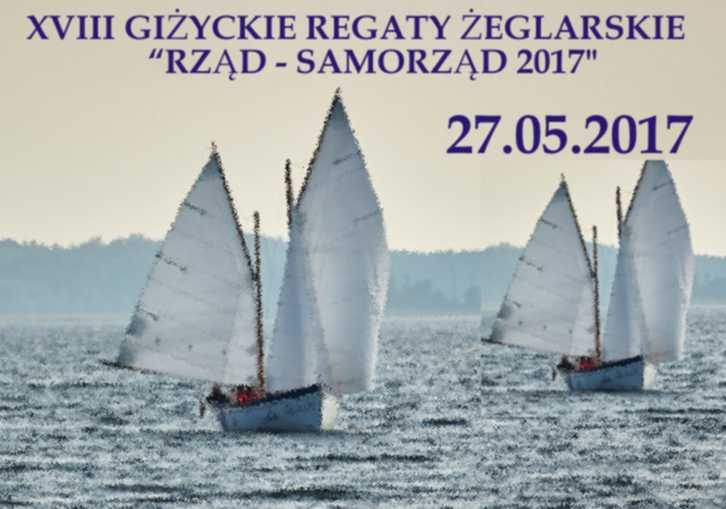 XVIII GIŻYCKIE REGATY ŻEGLARSKIE
“RZĄD - SAMORZĄD 2017"
27.05.2017